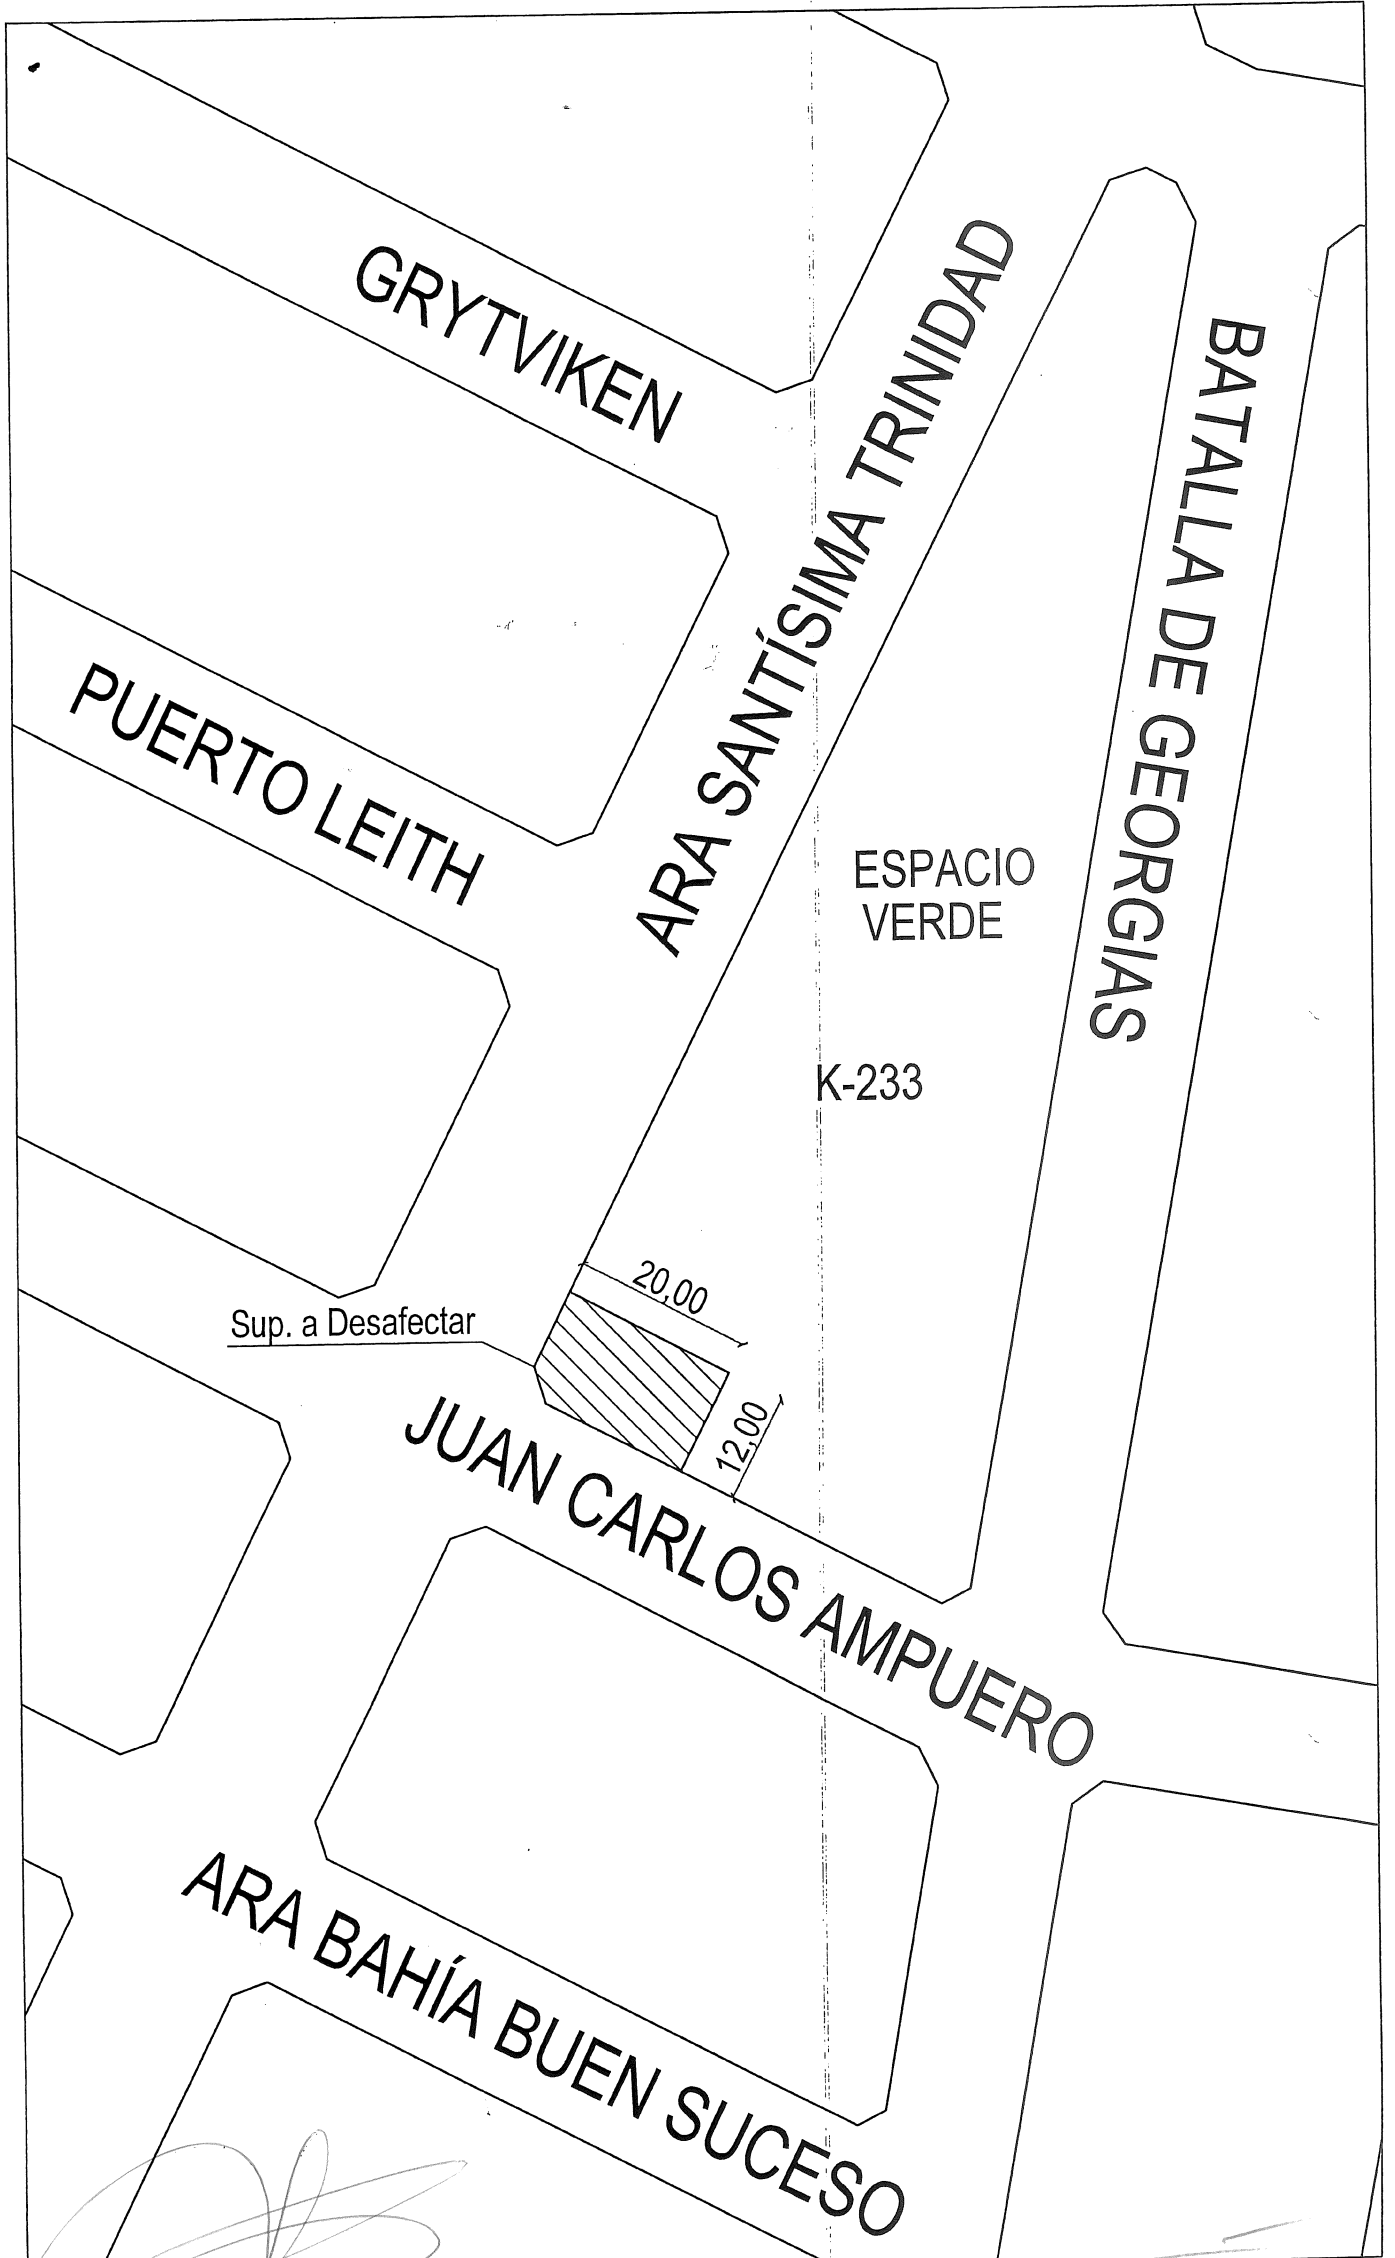 GRYTVIKEN
ARA SANTÍSIMA TRINIDAD
BATALLA DE GEORGIAS
PUERTO LEITH
ESPACIO
VERDE
K-233
20,00
Sup. a Desafectar
12,00
JUAN CARLOS AMPUERO
ARA BAHÍA BUEN SUCESO